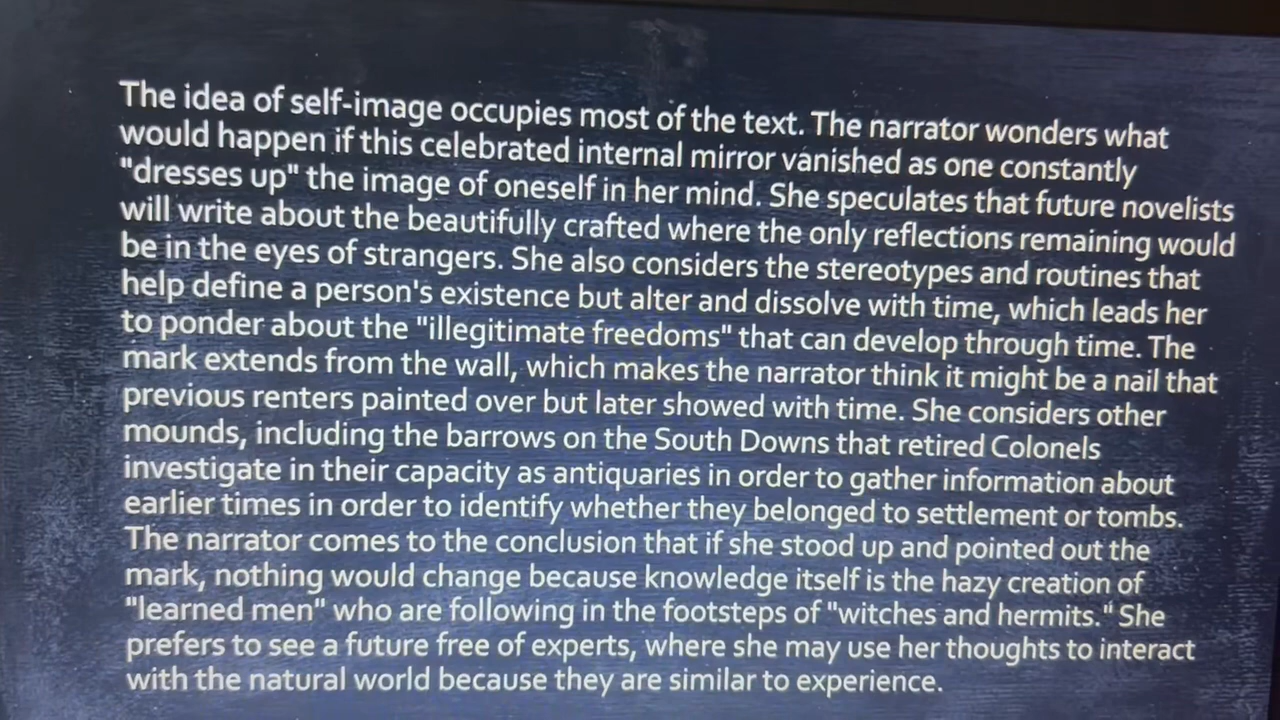 The idea of self-image occupies most of the text. The narrator wonders what
would happen if this celebrated internal mirror vanished as one constantly
"dresses up" the image of oneself in her mind. She speculates that future novelists
will write about the beautifully crafted where the only reflections remaining would
be in the eyes of strangers. She also considers the stereotypes and routines that
help define a person's existence but alter and dissolve with time, which leads her
to ponder about the "illegitimate freedoms" that can develop through time. The
mark extends from the wall, which makes the narrator think it might be a nail that
previous renters painted over but later showed with time. She considers other
mounds, including the barrows on the South Downs that retired Colonels
investigate in their capacity as antiquaries in order to gather information about
earlier times in order to identify whether they belonged to settlement or tombs.
The narrator comes to the conclusion that if she stood up and pointed out the
mark, nothing would change because knowledge itself is the hazy creation of
"learned men" who are following in the footsteps of "witches and hermits." She
prefers to see a future free of experts, where she may use her thoughts to interact
with the natural world because they are similar to experience.